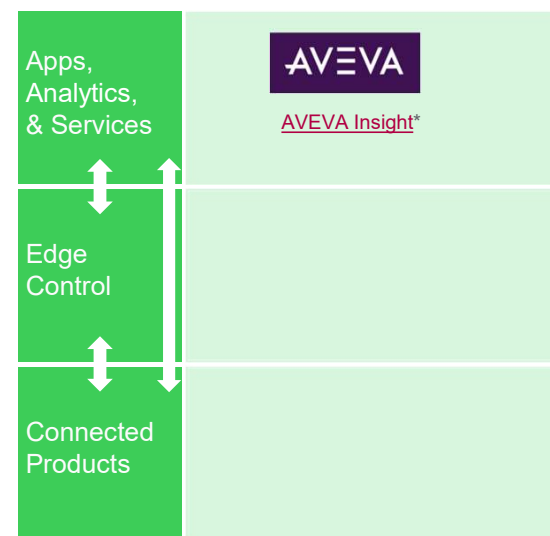 Apps,
Analytics,
& Services
AVEVA
AVEVA Insight*
Edge
Control
Connected
Products